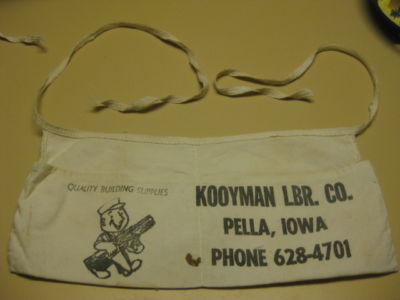 QUALITY BUILDING SUPPLIES
KOOYMAN LBR. CO.
PELLA, IOWA
PHONE 628-4701